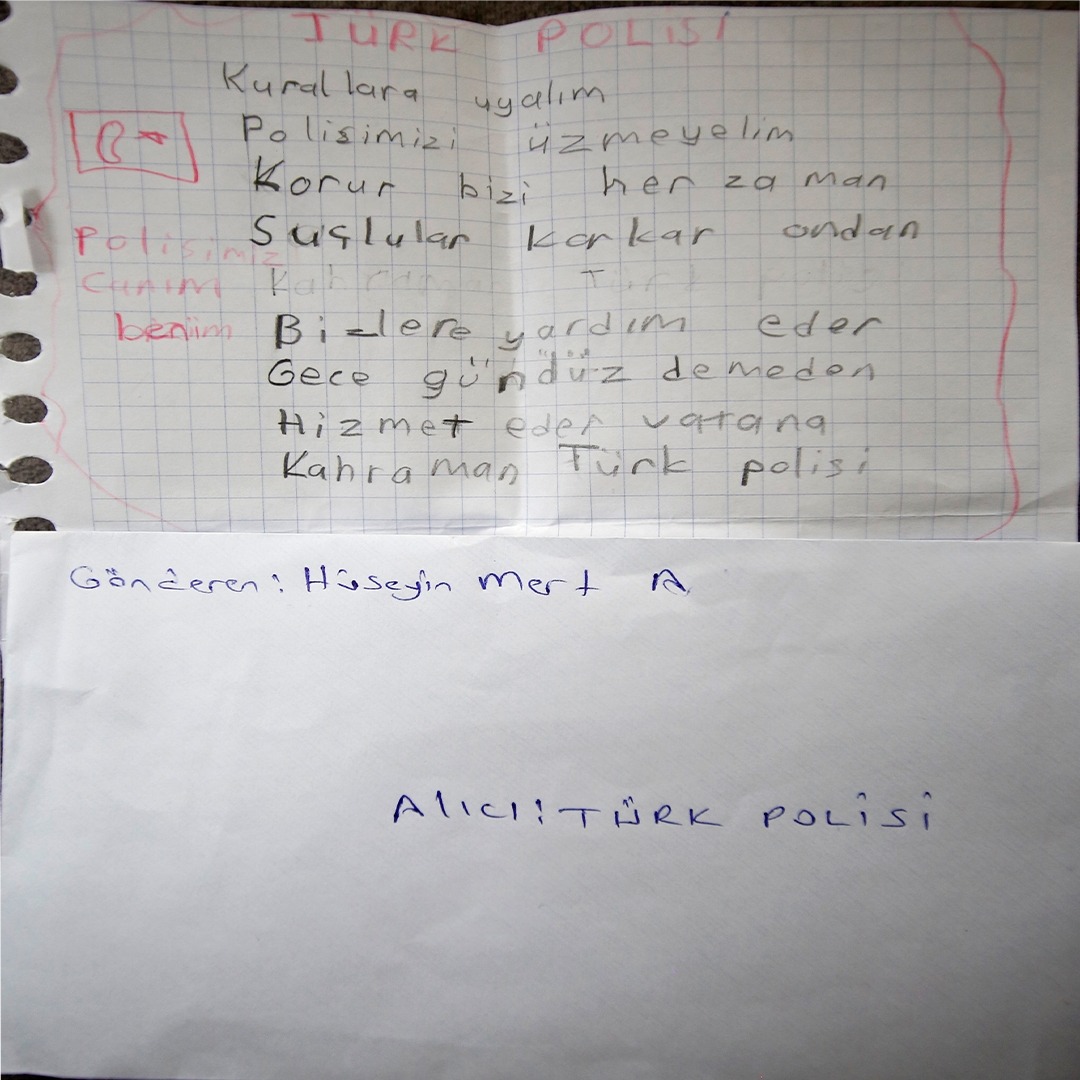 TÜRK POLİSİ
Kurallara uyalım
Polisimizi üzmeyelim
Korur bizi her zaman
Suçlular korkar ondan
Polisimiz
Canım
benim
Bizlere yardım eder
Gece gündüz demeden
Hizmet eder vatana
Kahraman Türk polisi
Gönderen: Hüseyin Mert A
Alıcı: TÜRK POLİSİ